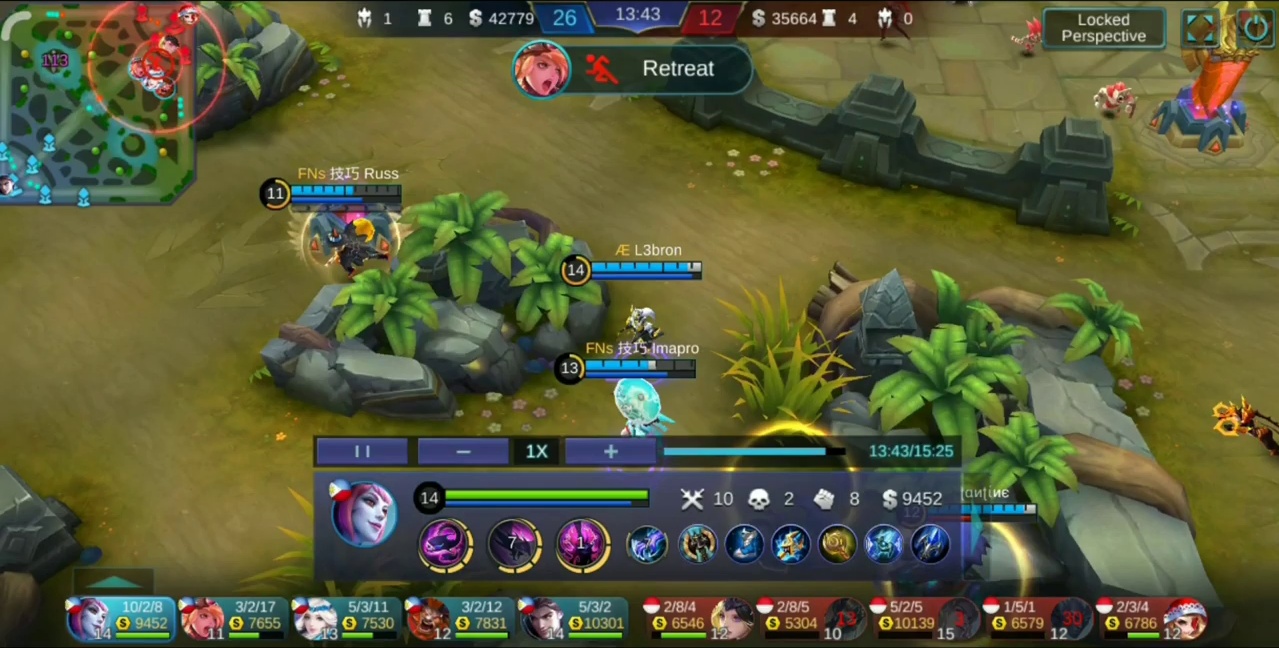 1 6 $ 42779 26 13:43 12 $ 35664 4 0
Locked
Perspective
113
Retreat
FNs 技巧 Russ
11
Æ L3bron
14
FNs 技巧 Imapro
13
1X
13:43/15:25
14
10 2 8 $ 9452
12
7
1
10/2/8 3/2/17 5/3/11 3/2/12 5/3/2 2/8/4 2/8/5 5/2/5 1/5/1 2/3/4
$ 9452 $ 7655 $ 7530 $ 7831 $ 10301 $ 6546 $ 5304 $ 10139 $ 6579 $ 6786
14 11 13 12 14 12 10 15 12 12